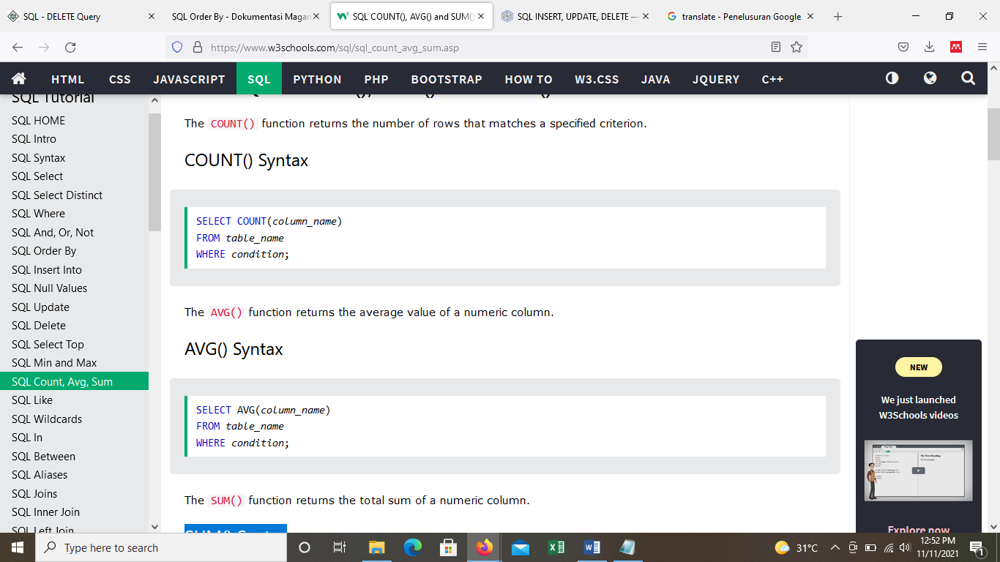 SQL - DELETE Query
SQL Order By - Dokumentasi Magan
SQL COUNT(), AVG() and SUM()
SQL INSERT, UPDATE, DELETE —
translate - Penelusuran Google
https://www.w3schools.com/sql/sql_count_avg_sum.asp
HTML CSS JAVASCRIPT SQL PYTHON PHP BOOTSTRAP HOW TO W3.CSS JAVA JQUERY C++
SQL Tutorial
SQL HOME
SQL Intro
SQL Syntax
SQL Select
SQL Select Distinct
SQL Where
SQL And, Or, Not
SQL Order By
SQL Insert Into
SQL Null Values
SQL Update
SQL Delete
SQL Select Top
SQL Min and Max
SQL Count, Avg, Sum
SQL Like
SQL Wildcards
SQL In
SQL Between
SQL Aliases
SQL Joins
SQL Inner Join
SQL Left Join
The COUNT() function returns the number of rows that matches a specified criterion.
COUNT() Syntax
SELECT COUNT(column_name)
FROM table_name
WHERE condition;
The AVG() function returns the average value of a numeric column.
AVG() Syntax
SELECT AVG(column_name)
FROM table_name
WHERE condition;
The SUM() function returns the total sum of a numeric column.
SUM() Syntax
NEW
We just launched
W3Schools videos
Explore now
Type here to search
31°C
12:52 PM
11/11/2021
1